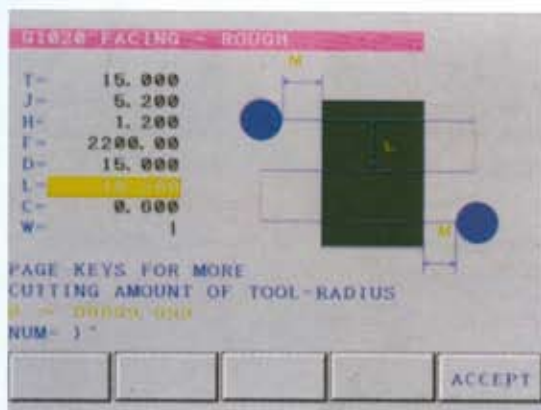 G1020 FACING - ROUGH
T= 15.000
J= 5.200
H= 1.200
F= 2200.00
D= 15.000
L=
C= 0.600
W= 1
M
L
M
PAGE KEYS FOR MORE
CUTTING AMOUNT OF TOOL-RADIUS
NUM=
ACCEPT